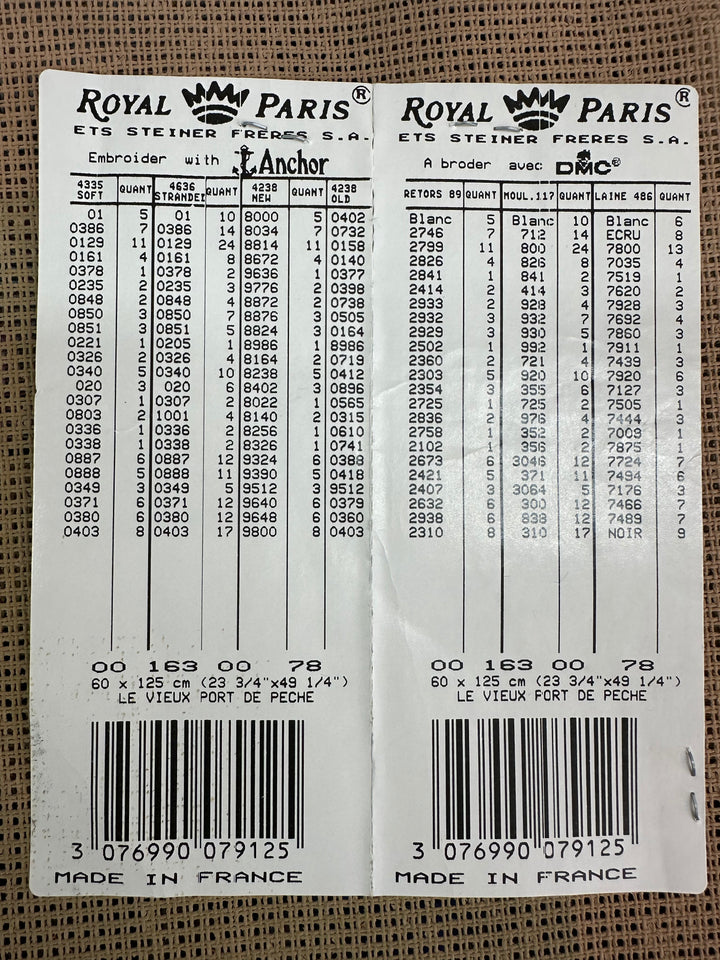 ROYAL PARIS®
ETS STEINER FRERES S.A.
Embroider with Anchor
4335 SOFT QUANT 4636 STRANDED QUANT 4238 NEW QUANT 4238 OLD
01 5 01 10 8000 5 0402
0386 7 0386 14 8034 7 0732
0129 11 0129 24 8814 11 0158
0161 4 0161 8 8672 4 0140
0378 1 0378 2 9636 1 0377
0235 2 0235 3 9776 2 0398
0848 2 0848 4 8872 2 0738
0850 3 0850 7 8876 3 0505
0851 3 0851 5 8824 3 0164
0221 1 0205 1 8986 1 8986
0326 2 0326 4 8164 2 0719
0340 5 0340 10 8238 5 0412
020 3 020 6 8402 3 0896
0307 1 0307 2 8022 1 0565
0803 2 1001 4 8140 2 0315
0336 1 0336 2 8256 1 0610
0338 1 0338 2 8326 1 0741
0887 6 0887 12 9324 6 0388
0888 5 0888 11 9390 5 0418
0349 3 0349 5 9512 3 9512
0371 6 0371 12 9640 6 0379
0380 6 0380 12 9648 6 0360
0403 8 0403 17 9800 8 0403
00 163 00 78
60 x 125 cm (23 3/4"x49 1/4")
LE VIEUX PORT DE PECHE
3 076990 079125
MADE IN FRANCE
ROYAL PARIS®
ETS STEINER FRERES S.A.
A broder avec DMC®
RETORS 89 QUANT MOUL.117 QUANT LAINE 486 QUANT
Blanc 5 Blanc 10 Blanc 6
2746 7 712 14 ECRU 8
2799 11 800 24 7800 13
2826 4 826 8 7035 4
2841 1 841 2 7519 1
2414 2 414 3 7620 2
2933 2 928 4 7928 3
2932 3 932 7 7692 4
2929 3 930 5 7860 3
2502 1 992 1 7911 1
2360 2 721 4 7439 3
2303 5 920 10 7920 6
2354 3 355 6 7127 3
2725 1 725 2 7505 1
2836 2 976 4 7444 3
2758 1 352 2 7009 1
2102 1 356 2 7875 1
2673 6 3046 12 7724 7
2421 5 371 11 7494 6
2407 3 3064 5 7176 3
2632 6 300 12 7466 7
2938 6 838 12 7489 7
2310 8 310 17 NOIR 9
00 163 00 78
60 x 125 cm (23 3/4"x49 1/4")
LE VIEUX PORT DE PECHE
3 076990 079125
MADE IN FRANCE